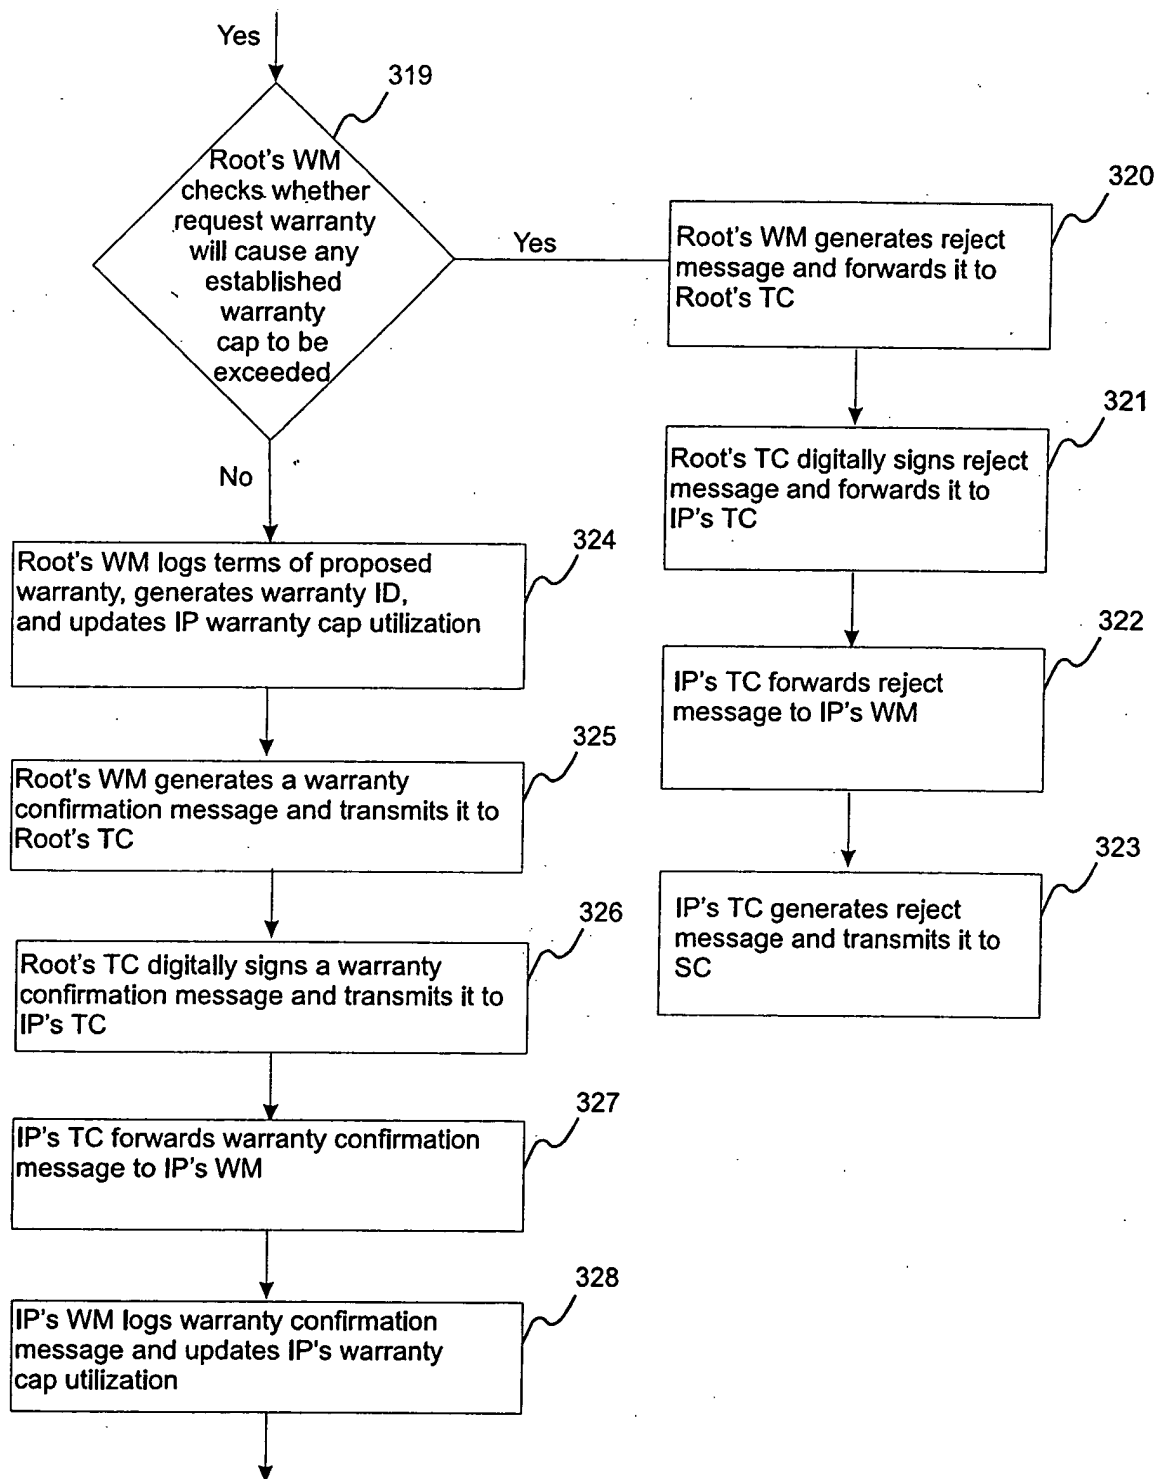 Yes
319
Root's WM
checks whether
request warranty
will cause any
established
warranty
cap to be
exceeded
Yes
No
320
Root's WM generates reject
message and forwards it to
Root's TC
321
Root's TC digitally signs reject
message and forwards it to
IP's TC
322
IP's TC forwards reject
message to IP's WM
323
IP's TC generates reject
message and transmits it to
SC
324
Root's WM logs terms of proposed
warranty, generates warranty ID,
and updates IP warranty cap utilization
325
Root's WM generates a warranty
confirmation message and transmits it to
Root's TC
326
Root's TC digitally signs a warranty
confirmation message and transmits it to
IP's TC
327
IP's TC forwards warranty confirmation
message to IP's WM
328
IP's WM logs warranty confirmation
message and updates IP's warranty
cap utilization